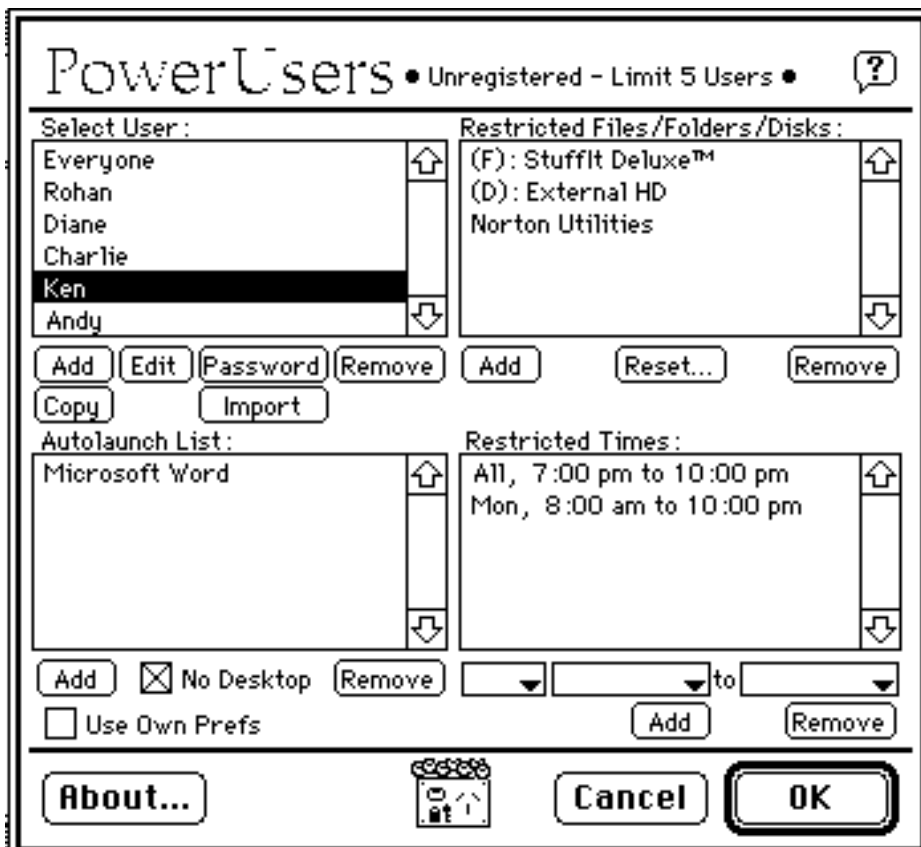 PowerUsers • Unregistered - Limit 5 Users • ?
Select User:
Everyone
Rohan
Diane
Charlie
Ken
Andy
Add Edit Password Remove
Copy Import
Restricted Files/Folders/Disks:
(F): StuffIt Deluxe™
(D): External HD
Norton Utilities
Add Reset... Remove
Autolaunch List:
Microsoft Word
Add No Desktop Remove
Use Own Prefs
Restricted Times:
All, 7:00 pm to 10:00 pm
Mon, 8:00 am to 10:00 pm
to
Add Remove
About... Cancel OK